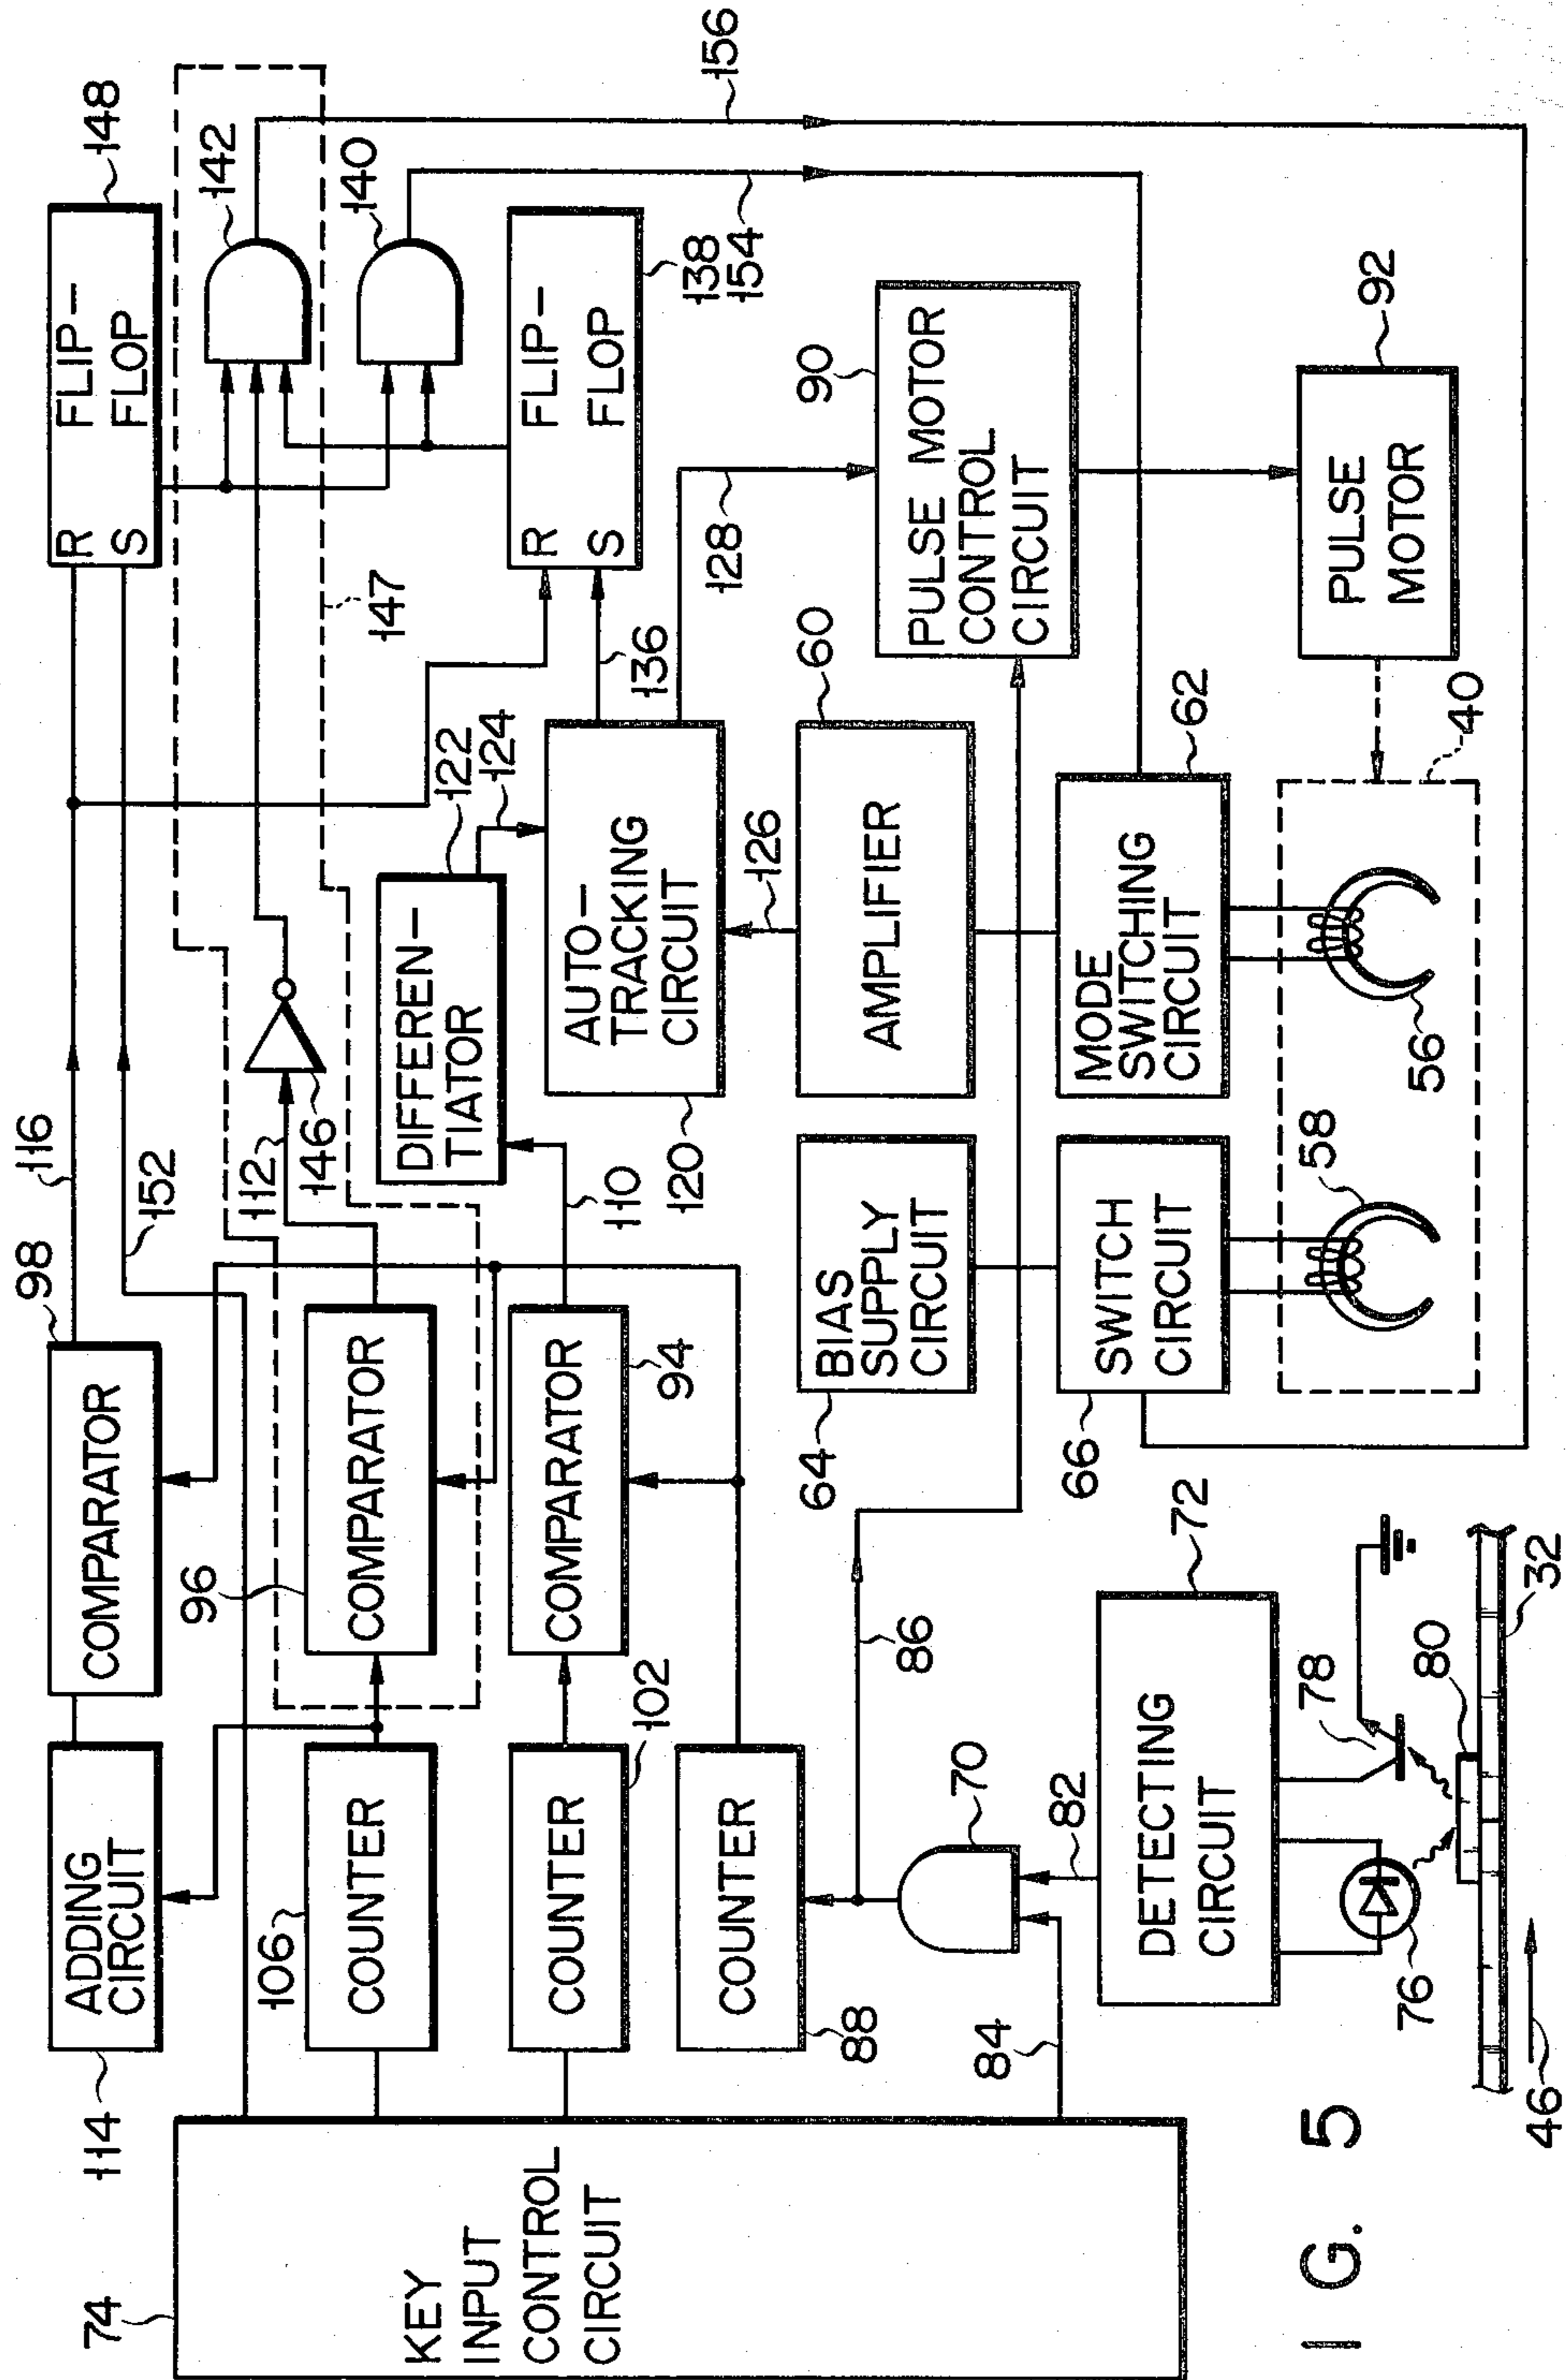 74
KEY
INPUT
CONTROL
CIRCUIT
114
ADDING
CIRCUIT
98
COMPARATOR
116
152
R
S
FLIP-
FLOP
148
106
COUNTER
96
COMPARATOR
112
146
147
142
140
COUNTER
102
COMPARATOR
94
110
DIFFEREN-
TIATOR
122
124
R
S
FLIP-
FLOP
138
154
156
136
AUTO-
TRACKING
CIRCUIT
120
128
126
COUNTER
88
86
84
70
82
BIAS
SUPPLY
CIRCUIT
64
AMPLIFIER
60
PULSE MOTOR
CONTROL
CIRCUIT
90
DETECTING
CIRCUIT
72
SWITCH
CIRCUIT
66
MODE
SWITCHING
CIRCUIT
62
PULSE
MOTOR
92
76
78
80
58
56
40
46
32
I G. 5